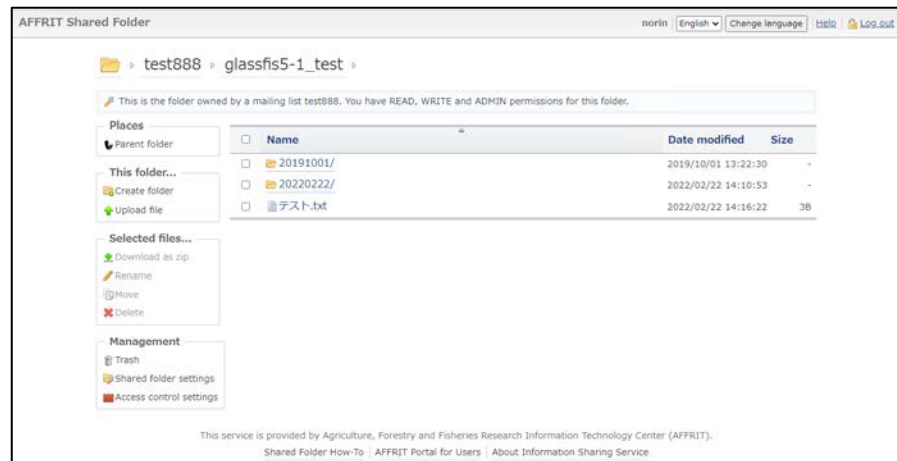 AFFRIT Shared Folder norin English Change language Help Log out
test888 glassfis5-1_test
This is the folder owned by a mailing list test888. You have READ, WRITE and ADMIN permissions for this folder.
Places
Parent folder
This folder...
Create folder
Upload file
Selected files...
Download as zip
Rename
Move
Delete
Management
Trash
Shared folder settings
Access control settings
Name Date modified Size
20191001/ 2019/10/01 13:22:30 -
20220222/ 2022/02/22 14:10:53 -
テスト.txt 2022/02/22 14:16:22 3B
This service is provided by Agriculture, Forestry and Fisheries Research Information Technology Center (AFFRIT).
Shared Folder How-To AFFRIT Portal for Users About Information Sharing Service